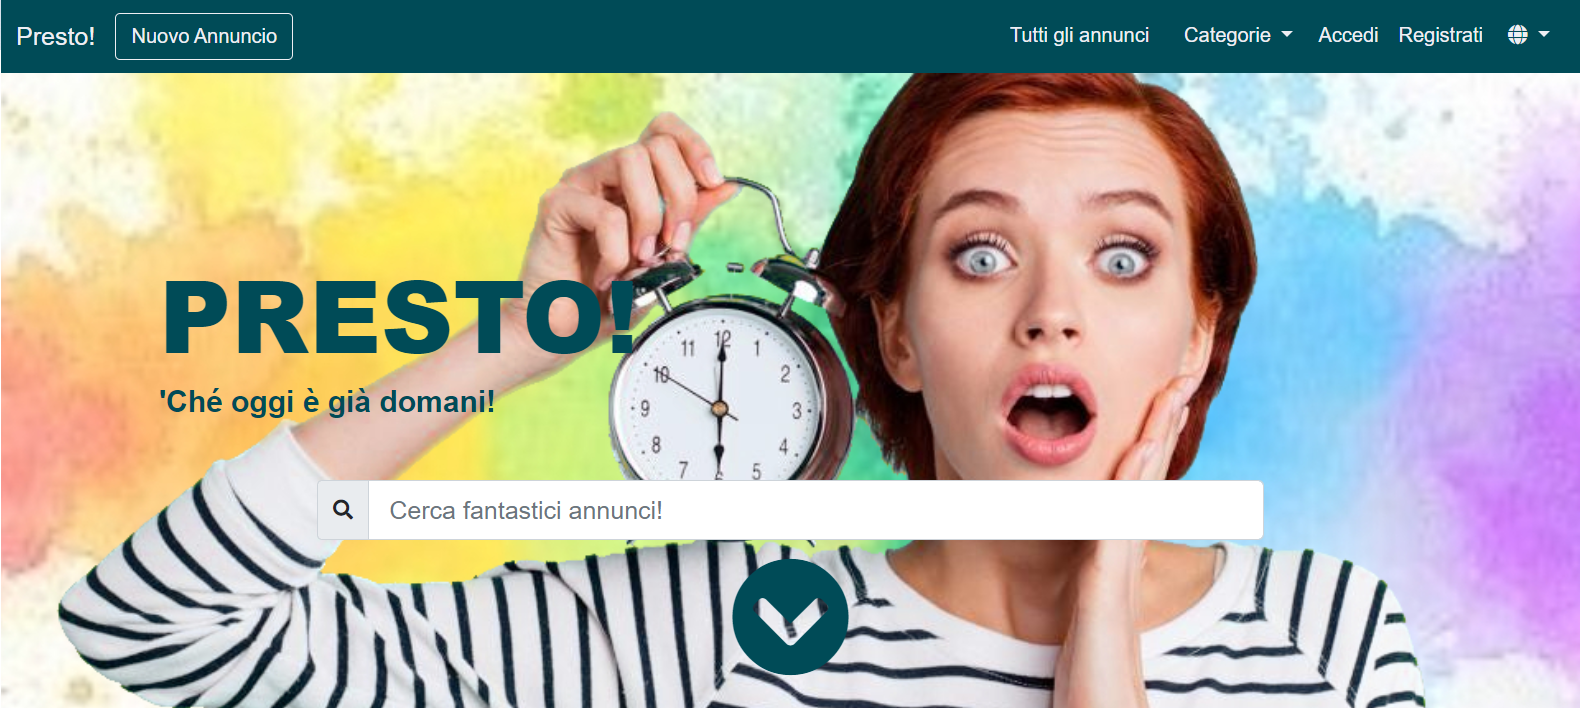 Presto! Nuovo Annuncio Tutti gli annunci Categorie Accedi Registrati
PRESTO!
'Ché oggi è già domani!
12
11 1
10 2
9 3
8 4
7 6 5
Cerca fantastici annunci!